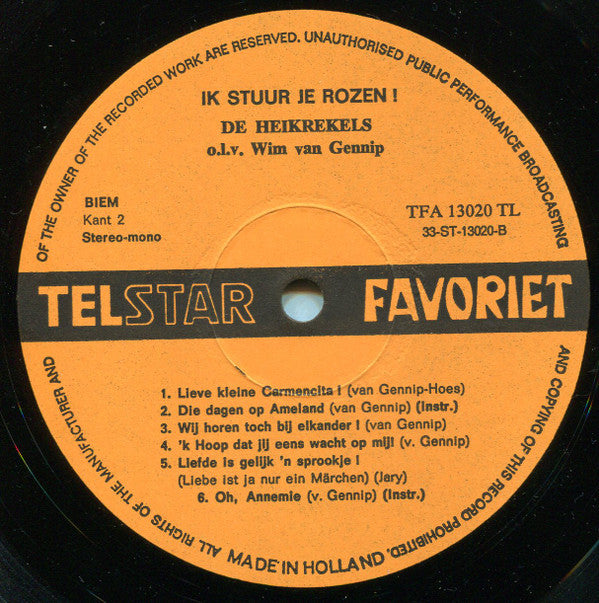 ALL RIGHTS OF THE MANUFACTURER AND OF THE OWNER OF THE RECORDED WORK ARE RESERVED. UNAUTHORISED PUBLIC PERFORMANCE BROADCASTING AND COPYING OF THIS RECORD PROHIBITED.
IK STUUR JE ROZEN !
DE HEIKREKELS
o.l.v. Wim van Gennip
BIEM
Kant 2
Stereo-mono
TFA 13020 TL
33-ST-13020-B
TELSTAR FAVORIET
1. Lieve kleine Carmencita ! (van Gennip-Hoes)
2. Die dagen op Ameland (van Gennip) (Instr.)
3. Wij horen toch bij elkander ! (van Gennip)
4. 'k Hoop dat jij eens wacht op mij! (v. Gennip)
5. Liefde is gelijk 'n sprookje !
(Liebe ist ja nur ein Märchen) (Jary)
6. Oh, Annemie (v. Gennip) (Instr.)
MADE IN HOLLAND